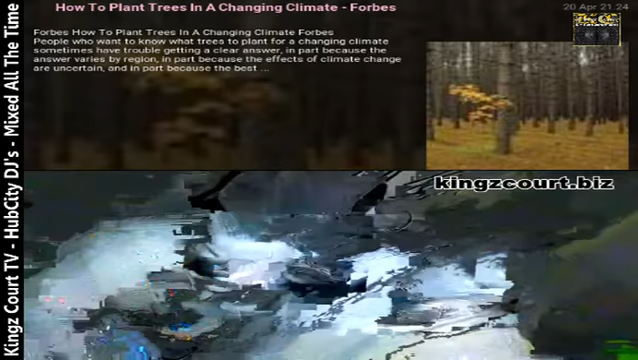 How To Plant Trees In A Changing Climate - Forbes
20 Apr 21:24
Forbes How To Plant Trees In A Changing Climate Forbes
People who want to know what trees to plant for a changing climate
sometimes have trouble getting a clear answer, in part because the
answer varies by region, in part because the effects of climate change
are uncertain, and in part because the best ...
kingzcourt.biz
Kingz Court TV - HubCity DJ's - Mixed All The Time